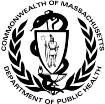 COMMONWEALTH OF MASSACHUSETTS
DEPARTMENT OF PUBLIC HEALTH